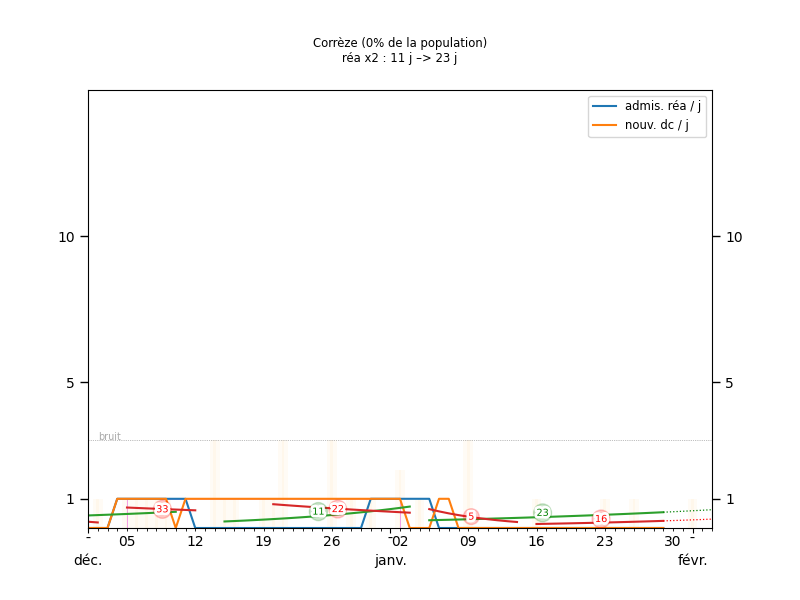 Corrèze (0% de la population)
réa x2 : 11 j –> 23 j
admis. réa / j
nouv. dc / j
10 10
5 5
bruit
1 1
33 11 22 5 23 16
- 05 12 19 26 -02 09 16 23 30 -
déc. janv. févr.